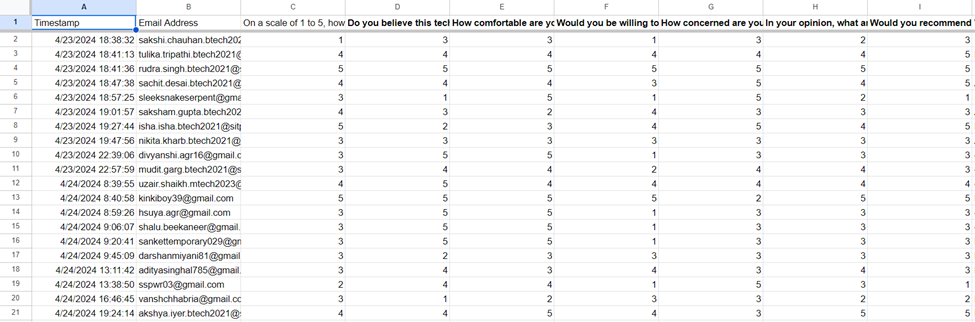 A B C D E F G H I
1 Timestamp Email Address On a scale of 1 to 5, how Do you believe this tecl How comfortable are yo Would you be willing to How concerned are you In your opinion, what a Would you recommend
2 4/23/2024 18:38:32 sakshi.chauhan.btech202 1 3 3 1 3 2 3
3 4/23/2024 18:41:13 tulika.tripathi.btech2021@ 4 4 4 4 4 4 5
4 4/23/2024 18:41:36 rudra.singh.btech2021@s 5 5 5 5 5 5 5
5 4/23/2024 18:47:38 sachit.desai.btech2021@ 4 4 4 3 5 4 5
6 4/23/2024 18:57:25 sleeksnakeserpent@gma 3 1 5 1 5 2 1
7 4/23/2024 19:01:57 saksham.gupta.btech202 4 3 2 4 3 3 3
8 4/23/2024 19:27:44 isha.isha.btech2021@sitp 5 2 3 4 5 4 5
9 4/23/2024 19:47:56 nikita.kharb.btech2021@ 3 3 3 3 3 3 3
10 4/23/2024 22:39:06 divyanshi.agr16@gmail.c 3 5 5 1 3 3 3
11 4/23/2024 22:57:59 mudit.garg.btech2021@s 3 4 4 2 4 4 3
12 4/24/2024 8:39:55 uzair.shaikh.mtech2023@ 4 5 4 4 4 4 3
13 4/24/2024 8:40:58 kinkiboy39@gmail.com 5 5 5 5 2 5 5
14 4/24/2024 8:59:26 hsuya.agr@gmail.com 3 5 5 1 3 3 3
15 4/24/2024 9:06:07 shalu.beekaneer@gmail. 3 5 5 1 3 3 3
16 4/24/2024 9:20:41 sankettemporary029@gn 3 5 5 1 3 3 3
17 4/24/2024 9:45:09 darshanmiyani81@gmail 3 2 3 3 3 3 3
18 4/24/2024 13:11:42 adityasinghal785@gmail. 3 4 3 4 3 4 3
19 4/24/2024 13:38:50 sspwr03@gmail.com 2 4 4 1 5 3 1
20 4/24/2024 16:46:45 vanshchhabria@gmail.cc 3 1 2 3 3 2 2
21 4/24/2024 19:24:14 akshya.iyer.btech2021@s 4 4 5 4 3 5 5